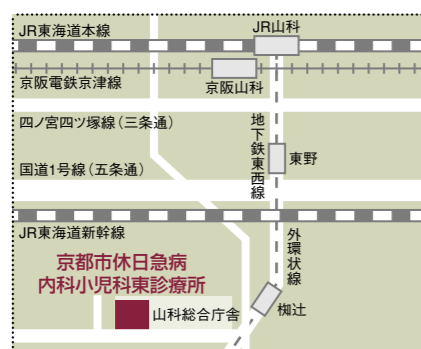 JR東海道本線
JR山科
京阪電鉄京津線
京阪山科
四ノ宮四ツ塚線（三条通）
地下鉄東西線
東野
国道1号線（五条通）
JR東海道新幹線
外環状線
京都市休日急病
内科小児科東診療所
山科総合庁舎
椥辻